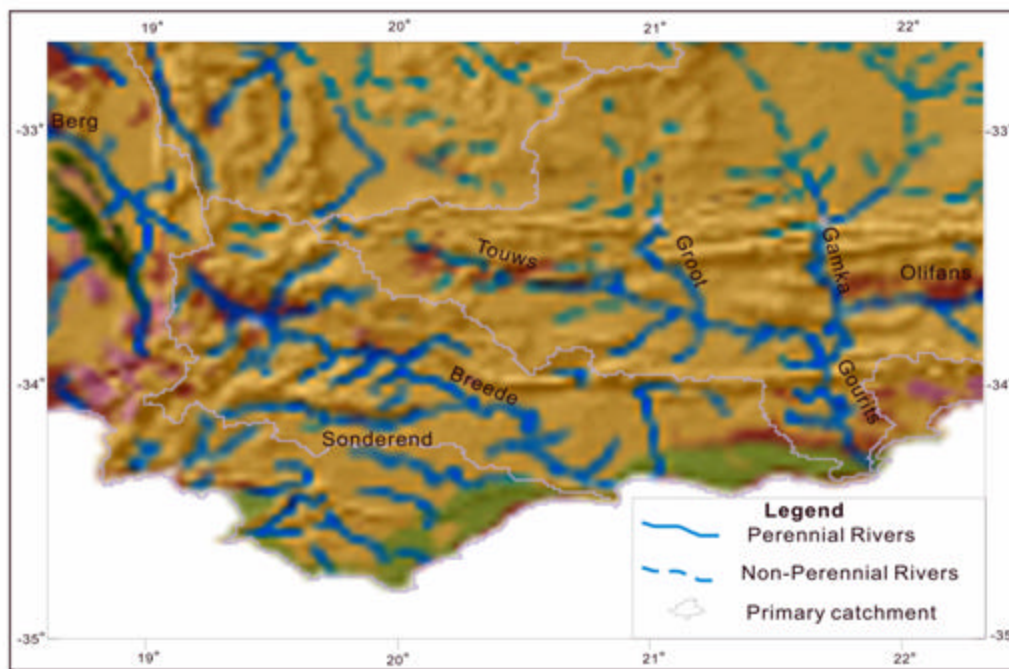 19°
20°
21°
22°
-33°
-33°
Berg
Touws
Groot
Gamka
Olifans
-34°
-34°
Breede
Gourits
Sonderend
Legend
Perennial Rivers
Non-Perennial Rivers
Primary catchment
-35°
-35°
19°
20°
21°
22°